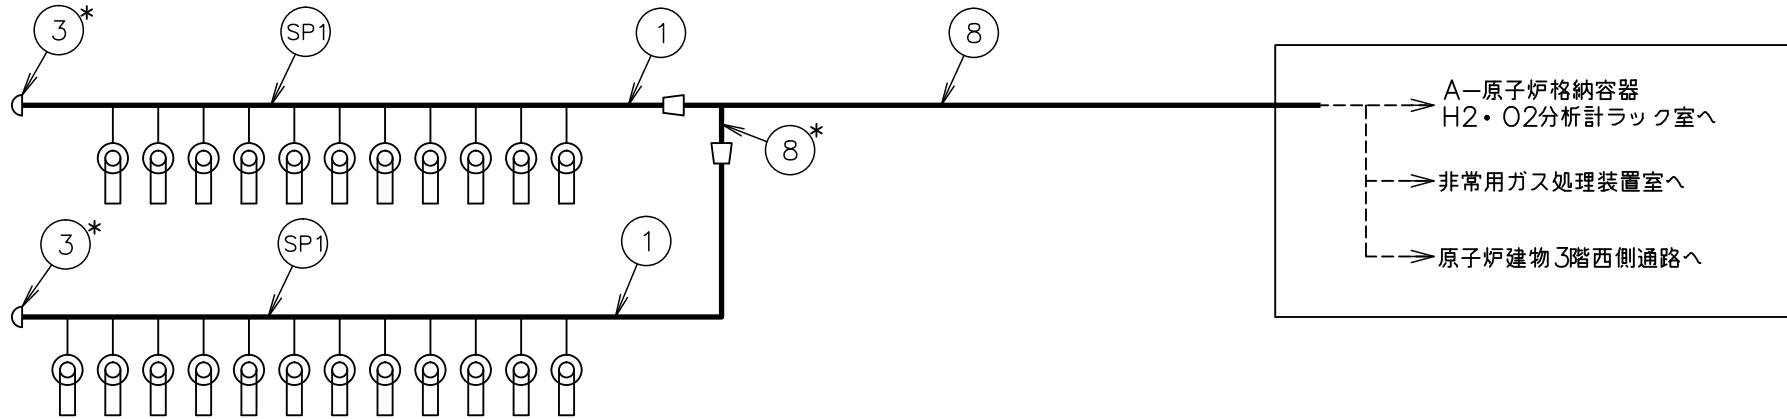 3*
SP1
1
8
A-原子炉格納容器
H2・O2分析計ラック室へ
8*
非常用ガス処理装置室へ
3*
SP1
1
原子炉建物3階西側通路へ